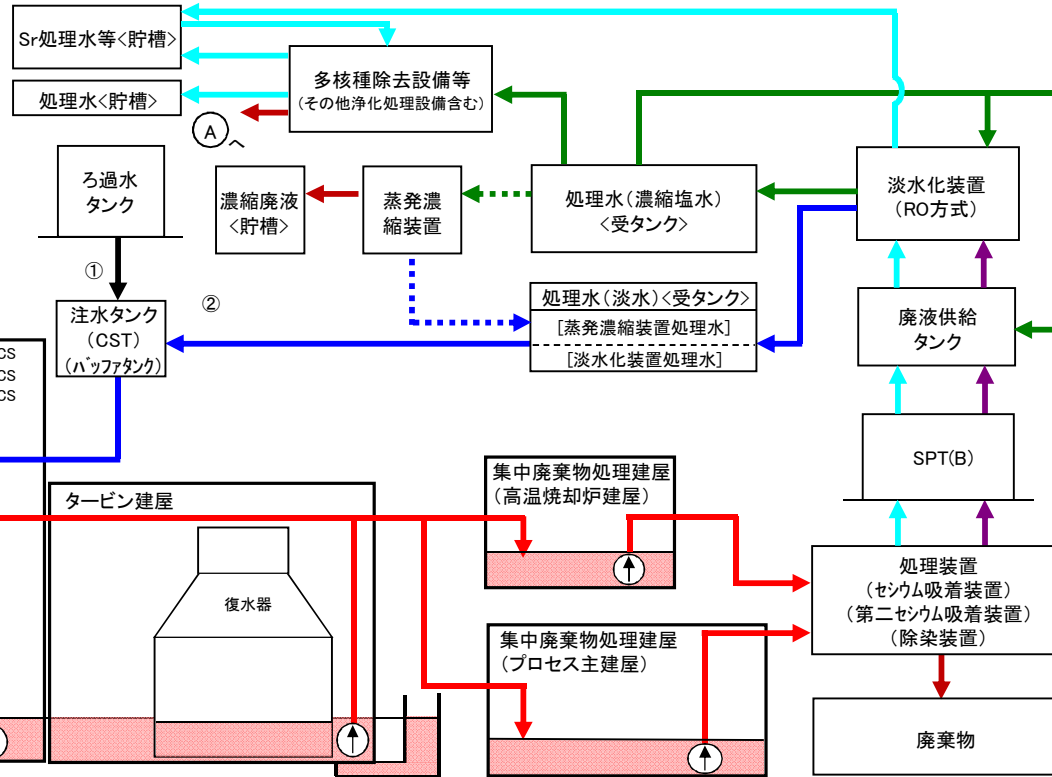 Sr処理水等<貯槽>
処理水<貯槽>
多核種除去設備等
(その他浄化処理設備含む)
A
へ
ろ過水
タンク
濃縮廃液
<貯槽>
蒸発濃
縮装置
処理水(濃縮塩水)
<受タンク>
淡水化装置
(RO方式)
①
②
注水タンク
(CST)
(バッファタンク)
処理水(淡水)<受タンク>
[蒸発濃縮装置処理水]
[淡水化装置処理水]
廃液供給
タンク
CS
CS
CS
SPT(B)
タービン建屋
復水器
集中廃棄物処理建屋
(高温焼却炉建屋)
処理装置
(セシウム吸着装置)
(第二セシウム吸着装置)
(除染装置)
集中廃棄物処理建屋
(プロセス主建屋)
廃棄物